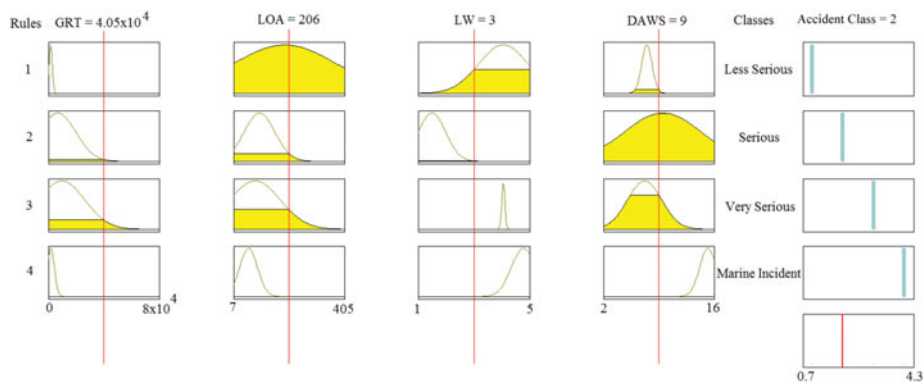 Rules GRT = 4.05x10^4 LOA = 206 LW = 3 DAWS = 9 Classes Accident Class = 2
1 Less Serious
2 Serious
3 Very Serious
4 Marine Incident
0 8x10^4 7 405 1 5 2 16
0.7 4.3